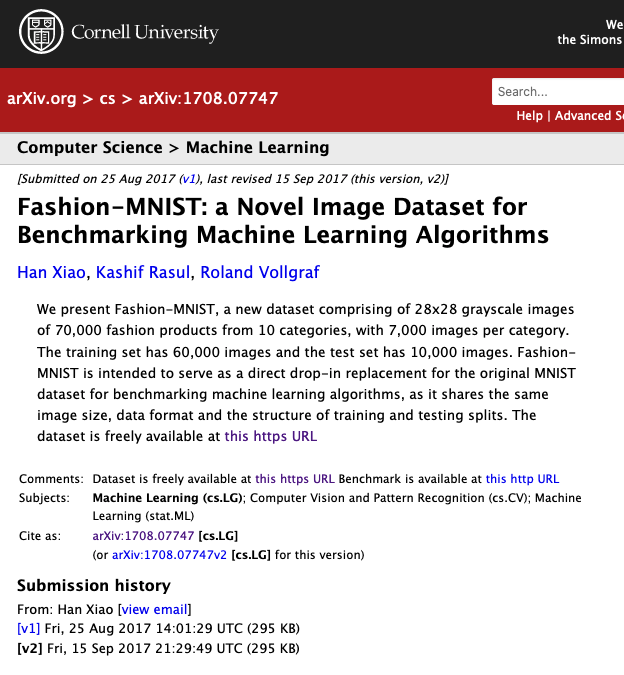 Cornell University
We
the Simons
arXiv.org > cs > arXiv:1708.07747
Search...
Help | Advanced Se
Computer Science > Machine Learning
[Submitted on 25 Aug 2017 (v1), last revised 15 Sep 2017 (this version, v2)]
Fashion-MNIST: a Novel Image Dataset for
Benchmarking Machine Learning Algorithms
Han Xiao, Kashif Rasul, Roland Vollgraf
We present Fashion-MNIST, a new dataset comprising of 28x28 grayscale images
of 70,000 fashion products from 10 categories, with 7,000 images per category.
The training set has 60,000 images and the test set has 10,000 images. Fashion-
MNIST is intended to serve as a direct drop-in replacement for the original MNIST
dataset for benchmarking machine learning algorithms, as it shares the same
image size, data format and the structure of training and testing splits. The
dataset is freely available at this https URL
Comments: Dataset is freely available at this https URL Benchmark is available at this http URL
Subjects: Machine Learning (cs.LG); Computer Vision and Pattern Recognition (cs.CV); Machine
Learning (stat.ML)
Cite as: arXiv:1708.07747 [cs.LG]
(or arXiv:1708.07747v2 [cs.LG] for this version)
Submission history
From: Han Xiao [view email]
[v1] Fri, 25 Aug 2017 14:01:29 UTC (295 KB)
[v2] Fri, 15 Sep 2017 21:29:49 UTC (295 KB)